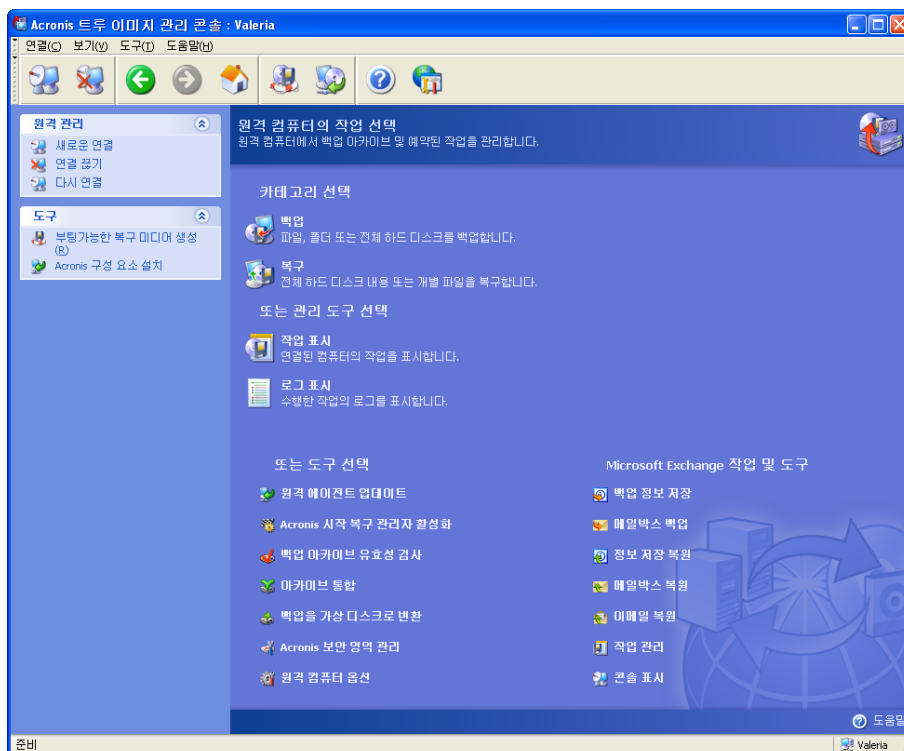 Acronis 트루 이미지 관리 콘솔 : Valeria
연결(C) 보기(V) 도구(T) 도움말(H)
원격 관리
새로운 연결
연결 끊기
다시 연결
도구
부팅가능한 복구 미디어 생성
(R)
Acronis 구성 요소 설치
원격 컴퓨터의 작업 선택
원격 컴퓨터에서 백업 아카이브 및 예약된 작업을 관리합니다.
카테고리 선택
백업
파일, 폴더 또는 전체 하드 디스크를 백업합니다.
복구
전체 하드 디스크 내용 또는 개별 파일을 복구합니다.
또는 관리 도구 선택
작업 표시
연결된 컴퓨터의 작업을 표시합니다.
로그 표시
수행한 작업의 로그를 표시합니다.
또는 도구 선택
원격 에이전트 업데이트
Acronis 시작 복구 관리자 활성화
백업 아카이브 유효성 검사
아카이브 통합
백업을 가상 디스크로 변환
Acronis 보안 영역 관리
원격 컴퓨터 옵션
Microsoft Exchange 작업 및 도구
백업 정보 저장
메일박스 백업
정보 저장 복원
메일박스 복원
이메일 복원
작업 관리
콘솔 표시
도움말
준비
Valeria